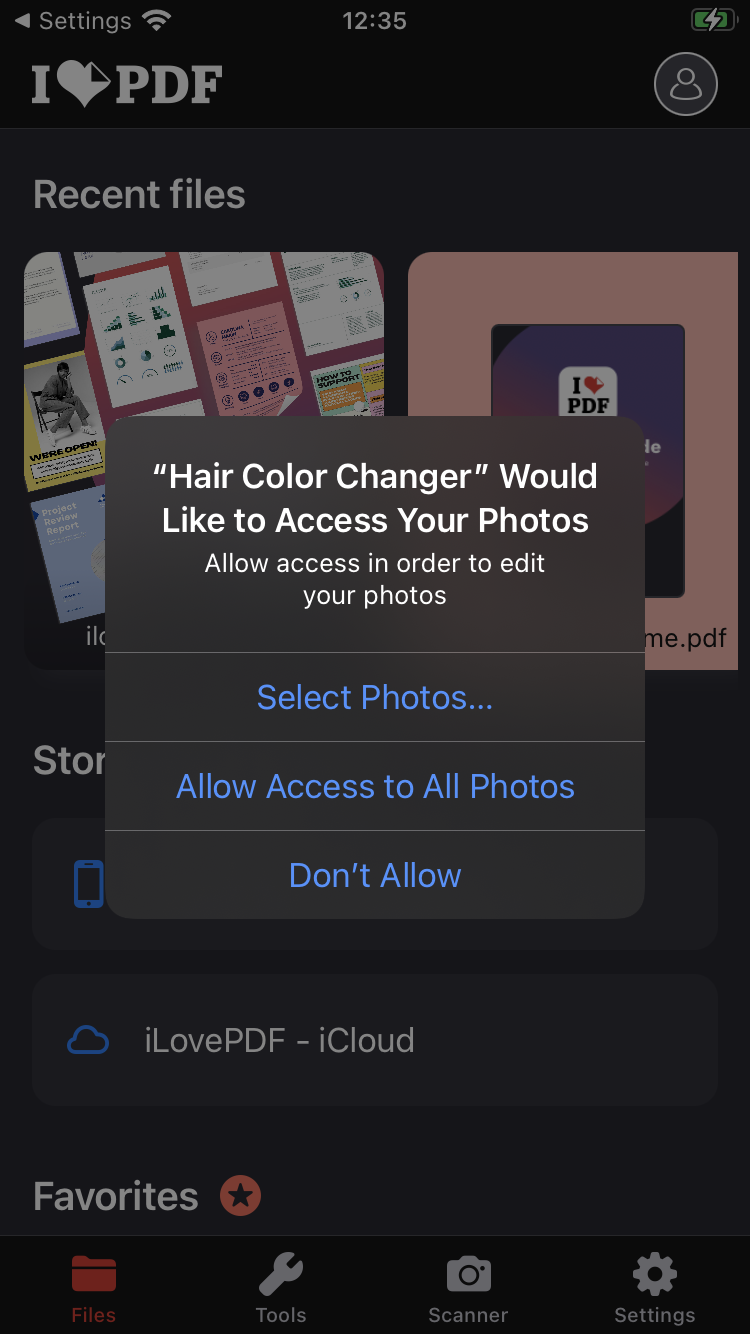 Settings
12:35
I PDF
Recent files
CAROLINA
HOW TO
SUPPORT
WERE OPEN!
Project
Review
Report
I
PDF
de
ilo
me.pdf
“Hair Color Changer” Would
Like to Access Your Photos
Allow access in order to edit
your photos
Select Photos...
Allow Access to All Photos
Don’t Allow
Stor
iLovePDF - iCloud
Favorites
Files
Tools
Scanner
Settings